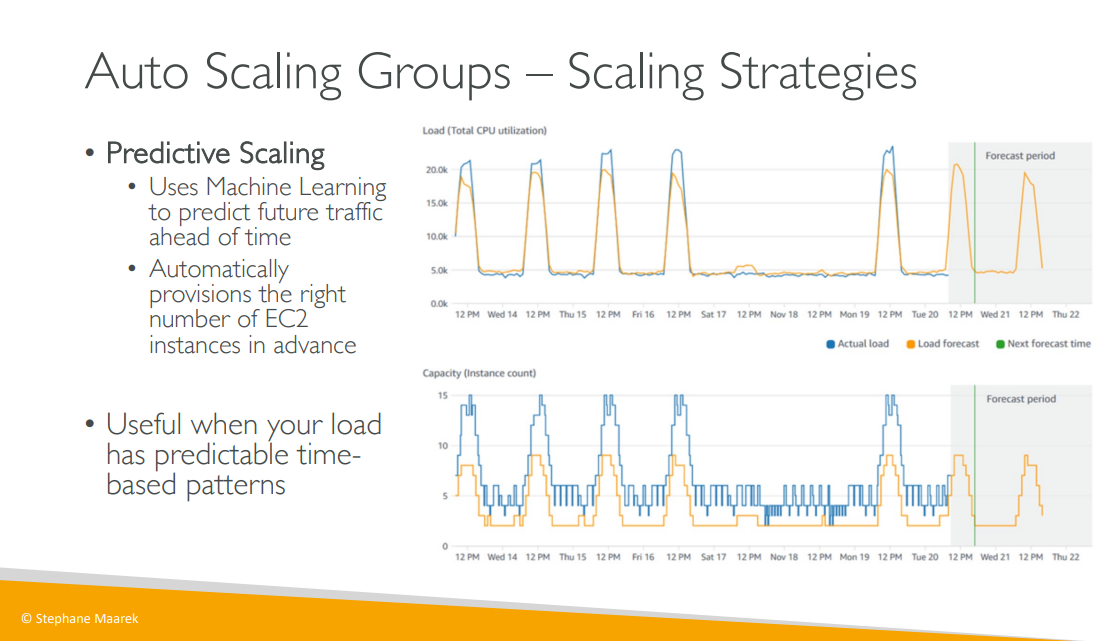 Auto Scaling Groups – Scaling Strategies
• Predictive Scaling
• Uses Machine Learning
to predict future traffic
ahead of time
• Automatically
provisions the right
number of EC2
instances in advance
• Useful when your load
has predictable time-
based patterns
Load (Total CPU utilization)
Forecast period
20.0k
15.0k
10.0k
5.0k
0.0k
12 PM Wed 14 12 PM Thu 15 12 PM Fri 16 12 PM Sat 17 12 PM Nov 18 12 PM Mon 19 12 PM Tue 20 12 PM Wed 21 12 PM Thu 22
Actual load Load forecast Next forecast time
Capacity (Instance count)
Forecast period
15
10
5
0
12 PM Wed 14 12 PM Thu 15 12 PM Fri 16 12 PM Sat 17 12 PM Nov 18 12 PM Mon 19 12 PM Tue 20 12 PM Wed 21 12 PM Thu 22
© Stephane Maarek